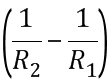 (1/R₂ − 1/R₁)